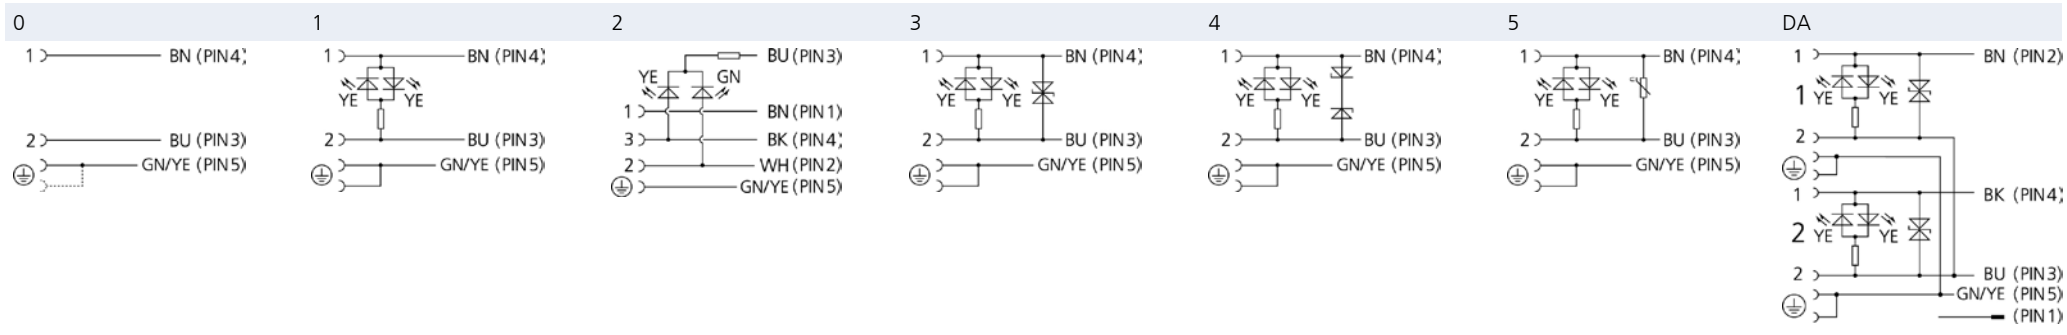 0 1 2 3 4 5 DA
1 BN (PIN4)
2 BU (PIN3)
GN/YE (PIN5)
1 BN (PIN4)
YE YE
2 BU (PIN3)
GN/YE (PIN5)
BU (PIN3)
YE GN
1 BN (PIN1)
3 BK (PIN4)
2 WH (PIN2)
GN/YE (PIN5)
1 BN (PIN4)
YE YE
2 BU (PIN3)
GN/YE (PIN5)
1 BN (PIN4)
YE YE
2 BU (PIN3)
GN/YE (PIN5)
1 BN (PIN4)
YE YE
2 BU (PIN3)
GN/YE (PIN5)
1 BN (PIN2)
1 YE YE
2
1 BK (PIN4)
2 YE YE
2 BU (PIN3)
GN/YE (PIN5)
(PIN1)